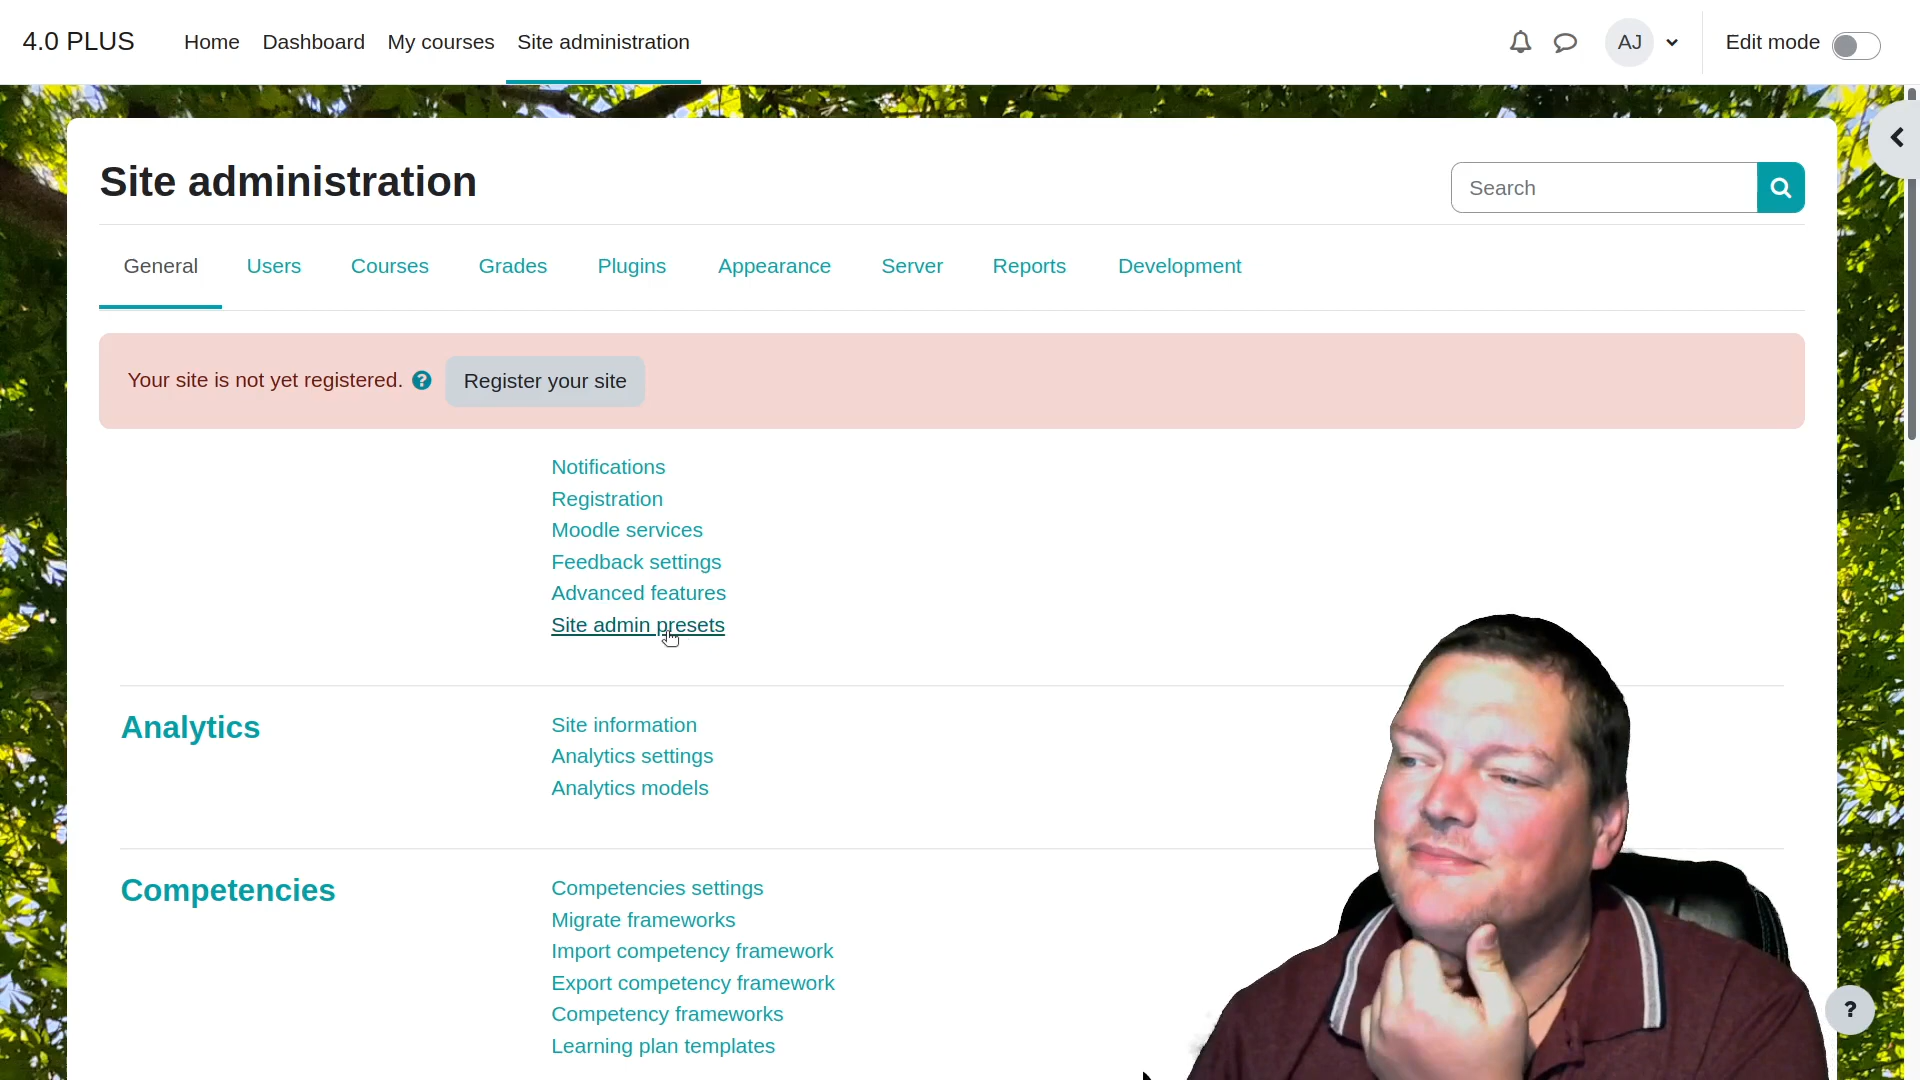 4.0 PLUS Home Dashboard My courses Site administration AJ Edit mode
Site administration
Search
General Users Courses Grades Plugins Appearance Server Reports Development
Your site is not yet registered. ? Register your site
Notifications
Registration
Moodle services
Feedback settings
Advanced features
Site admin presets
Analytics
Site information
Analytics settings
Analytics models
Competencies
Competencies settings
Migrate frameworks
Import competency framework
Export competency framework
Competency frameworks
Learning plan templates
?